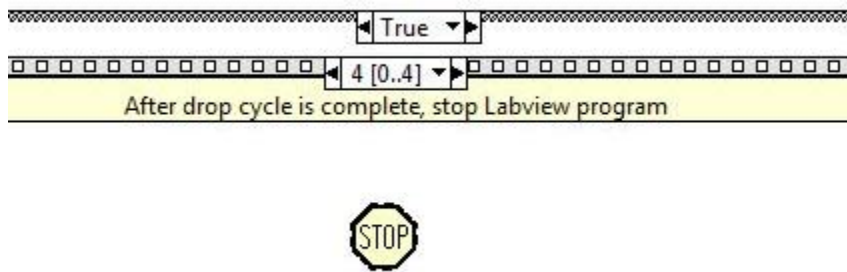 True
4 [0..4]
After drop cycle is complete, stop Labview program
STOP